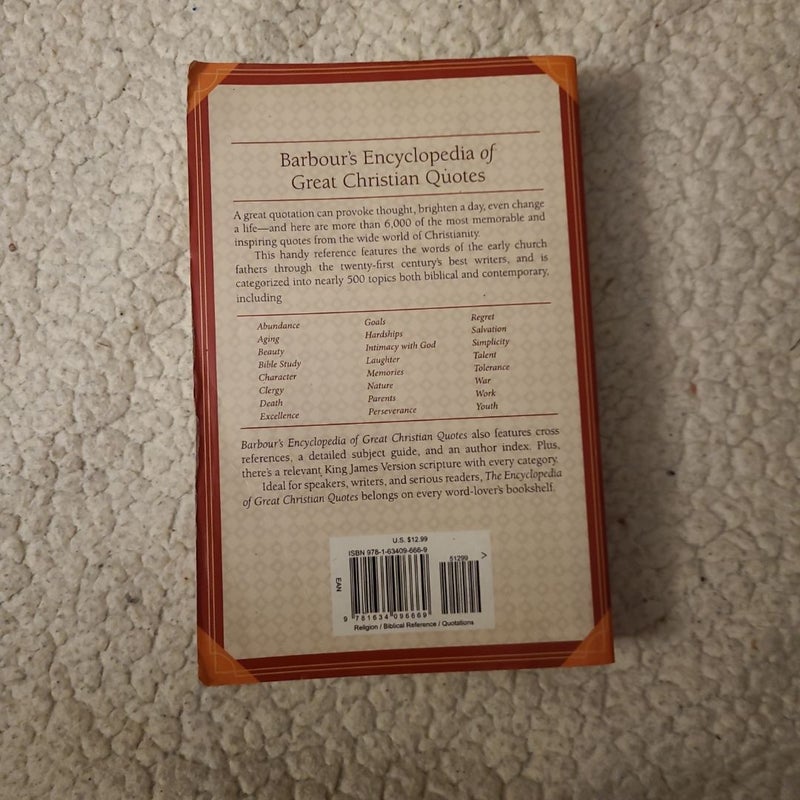 Barbour's Encyclopedia of
Great Christian Quotes
A great quotation can provoke thought, brighten a day, even change
a life—and here are more than 6,000 of the most memorable and
inspiring quotes from the wide world of Christianity.
This handy reference features the words of the early church
fathers through the twenty-first century's best writers, and is
categorized into nearly 500 topics both biblical and contemporary,
including
Abundance
Aging
Beauty
Bible Study
Character
Clergy
Death
Excellence
Goals
Hardships
Intimacy with God
Laughter
Memories
Nature
Parents
Perseverance
Regret
Salvation
Simplicity
Talent
Tolerance
War
Work
Youth
Barbour's Encyclopedia of Great Christian Quotes also features cross
references, a detailed subject guide, and an author index. Plus,
there's a relevant King James Version scripture with every category.
Ideal for speakers, writers, and serious readers, The Encyclopedia
of Great Christian Quotes belongs on every word-lover's bookshelf.
U.S. $12.99
ISBN 978-1-63409-666-9
51299 >
EAN
9 781634 096669
Religion / Biblical Reference / Quotations